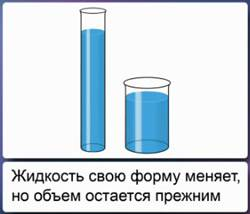 Жидкость свою форму меняет,
но объем остается прежним